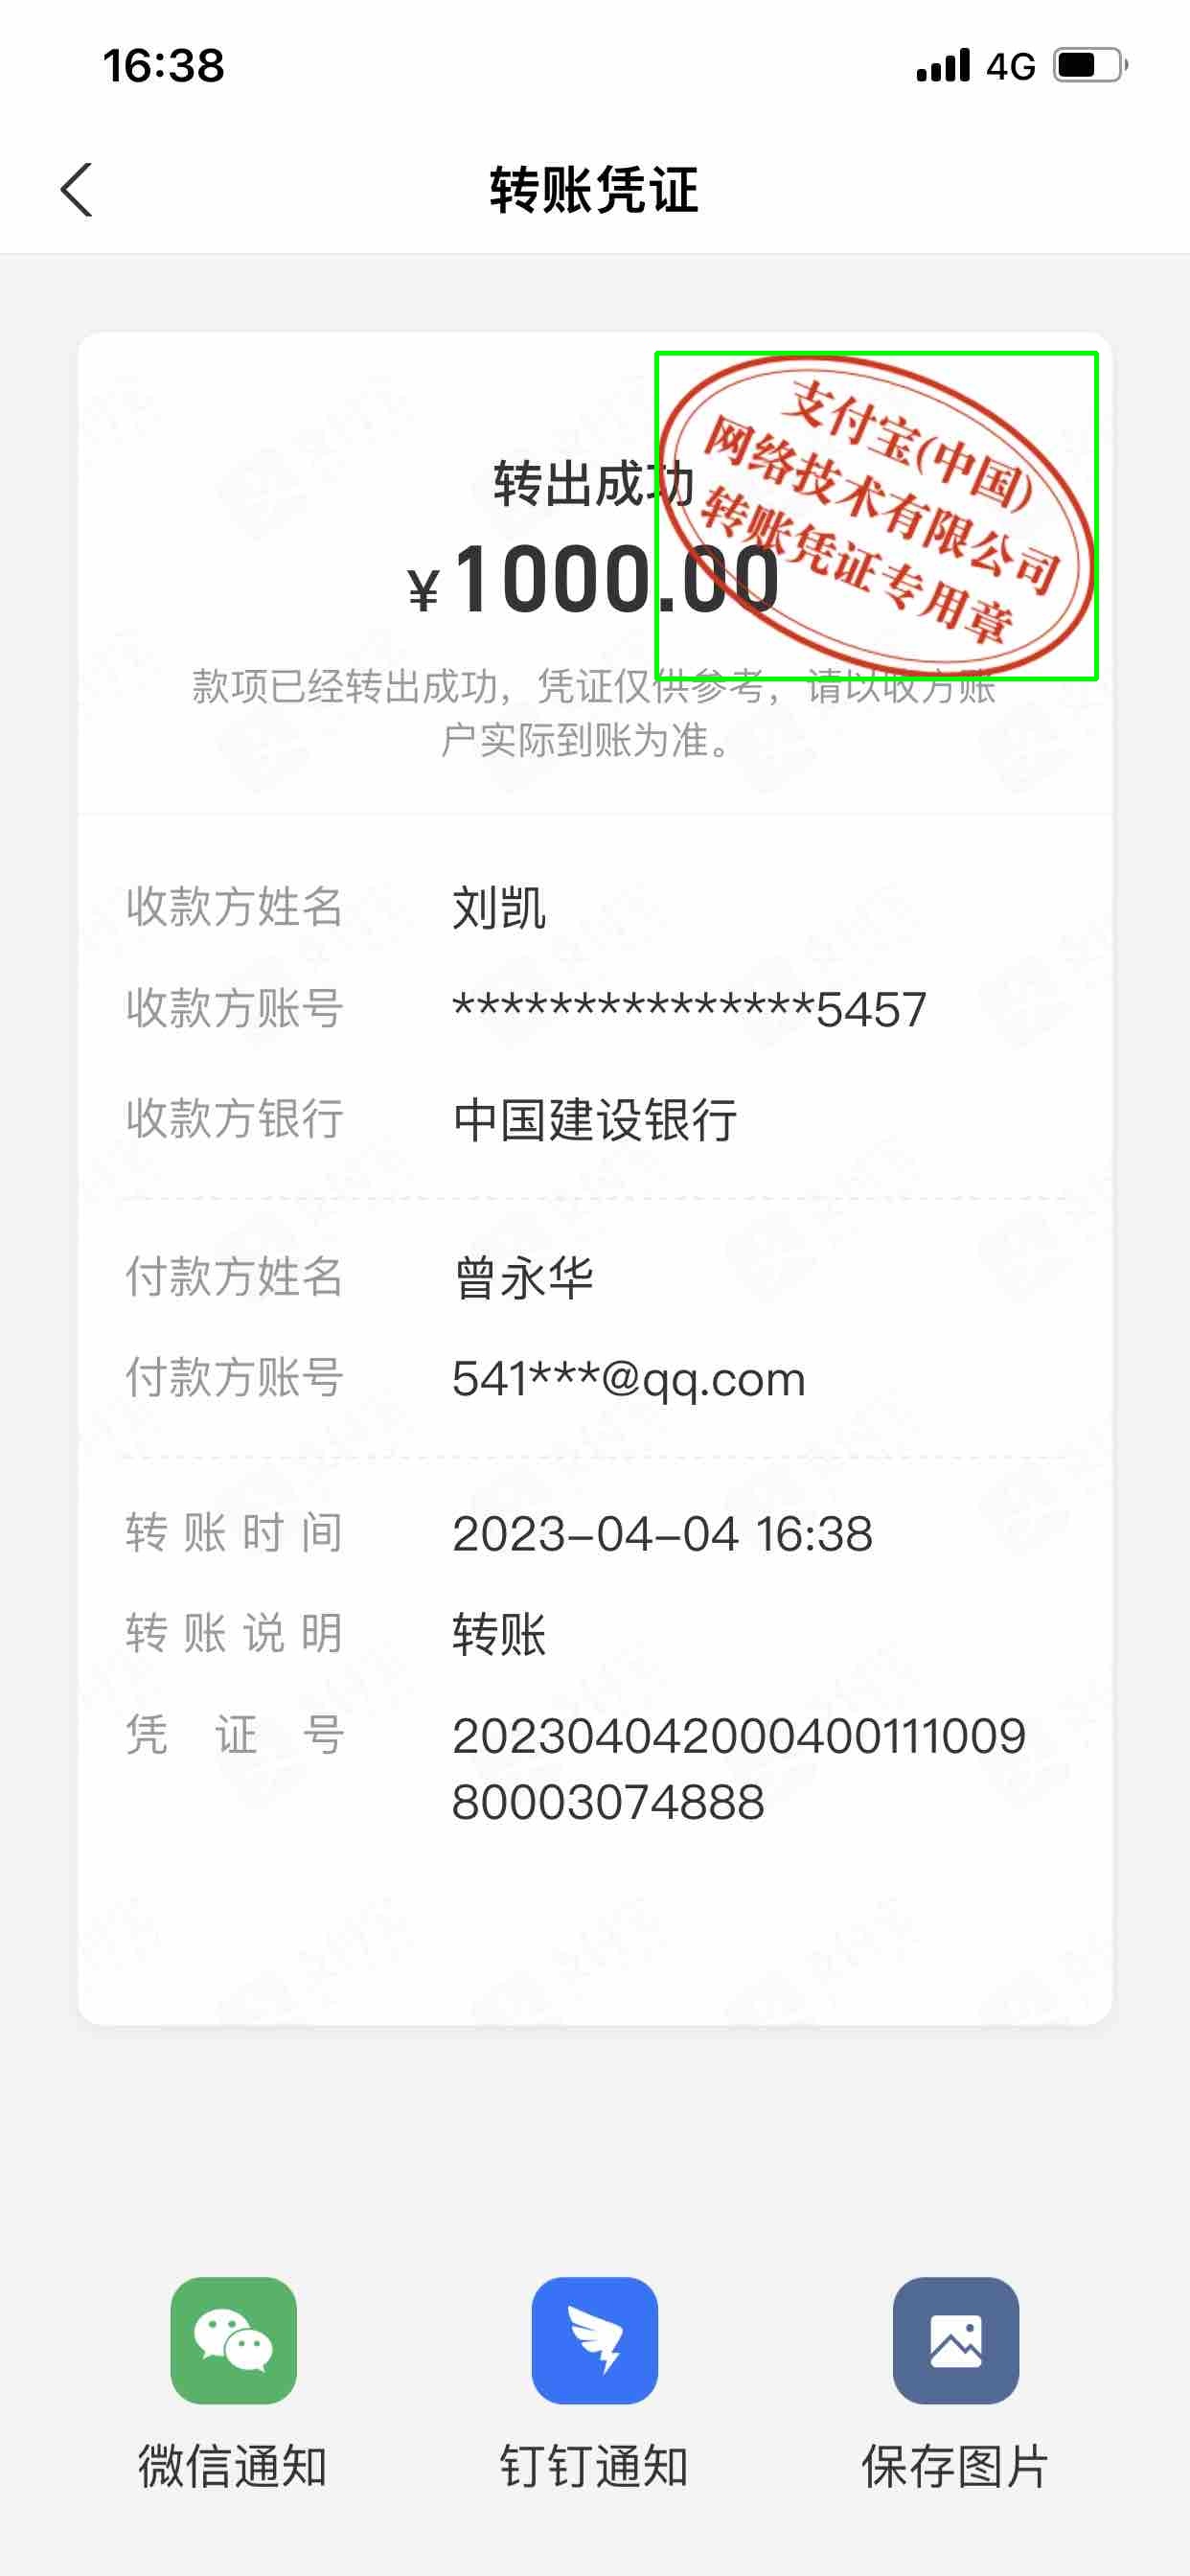 16:38
4G
转账凭证
支付宝(中国)
网络技术有限公司
转账凭证专用章
转出成功
¥1000.00
款项已经转出成功，凭证仅供参考，请以收方账
户实际到账为准。
收款方姓名 刘凯
收款方账号 ***************5457
收款方银行 中国建设银行
付款方姓名 曾永华
付款方账号 541***@qq.com
转账时间 2023-04-04 16:38
转账说明 转账
凭证号 202304042000400111009
80003074888
微信通知 钉钉通知 保存图片